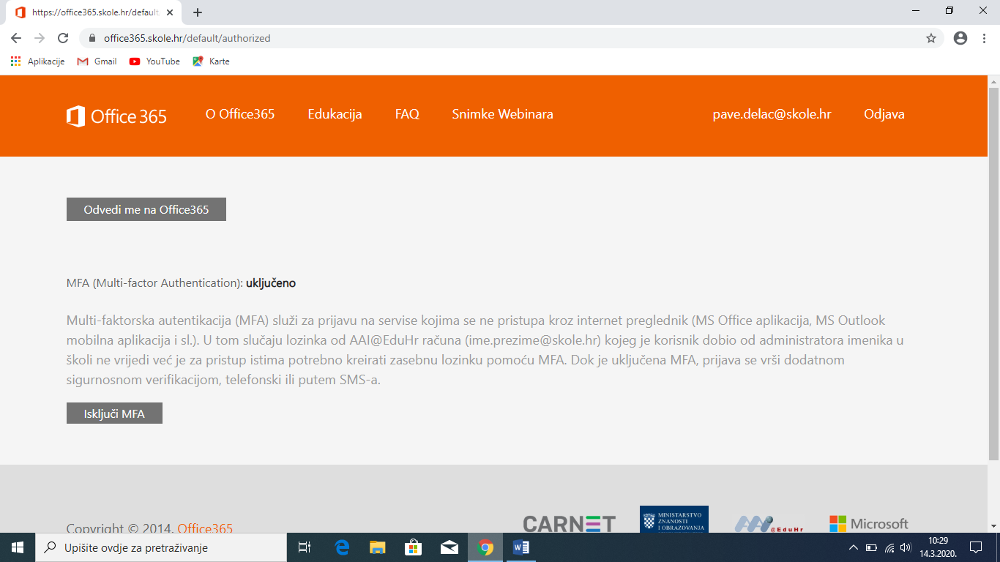 https://office365.skole.hr/default
office365.skole.hr/default/authorized
Aplikacije Gmail YouTube Karte
Office 365 O Office365 Edukacija FAQ Snimke Webinara pave.delac@skole.hr Odjava
Odvedi me na Office365
MFA (Multi-factor Authentication): uključeno
Multi-faktorska autentikacija (MFA) služi za prijavu na servise kojima se ne pristupa kroz internet preglednik (MS Office aplikacija, MS Outlook
mobilna aplikacija i sl.). U tom slučaju lozinka od AAI@EduHr računa (ime.prezime@skole.hr) kojeg je korisnik dobio od administratora imenika u
školi ne vrijedi već je za pristup istima potrebno kreirati zasebnu lozinku pomoću MFA. Dok je uključena MFA, prijava se vrši dodatnom
sigurnosnom verifikacijom, telefonski ili putem SMS-a.
Isključi MFA
Copyright © 2014. Office365
CARNET
MINISTARSTVO
ZNANOSTI
I OBRAZOVANJA
AAI@EduHr
Microsoft
Upišite ovdje za pretraživanje
10:29
14.3.2020.